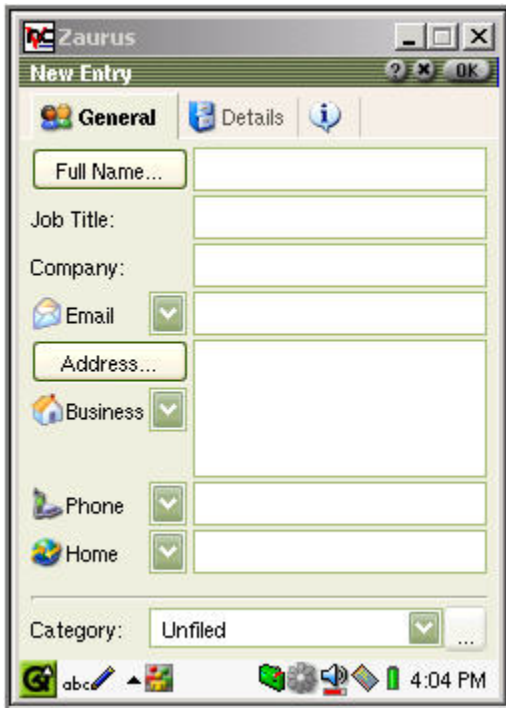 VNC Zaurus
New Entry ? OK
General Details i
Full Name...
Job Title:
Company:
Email
Address...
Business
Phone
Home
Category: Unfiled ...
abc 4:04 PM